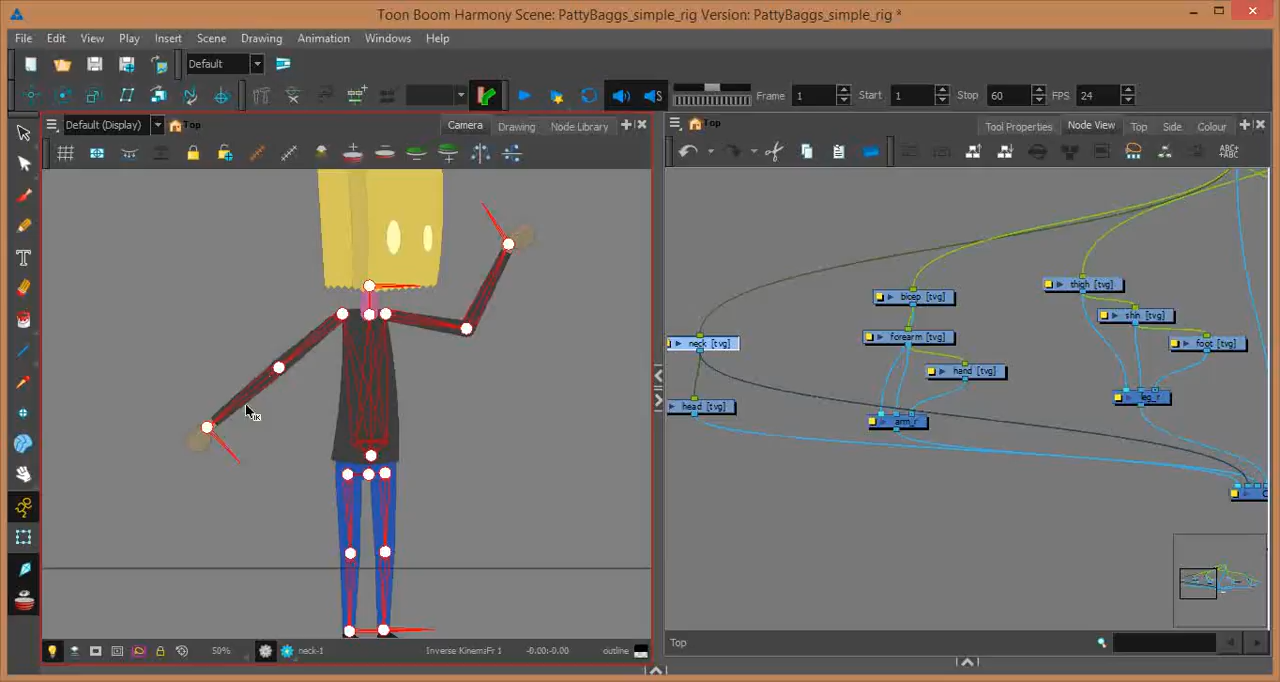 Toon Boom Harmony Scene: PattyBaggs_simple_rig Version: PattyBaggs_simple_rig *
File Edit View Play Insert Scene Drawing Animation Windows Help
Default
Frame 1 Start 1 Stop 60 FPS 24
Default (Display) Top Camera Drawing Node Library
Top Tool Properties Node View Top Side Colour
ABC→
+ABC
thigh [tvg]
bicep [tvg]
shin [tvg]
forearm [tvg]
neck [tvg]
foot [tvg]
hand [tvg]
leg_r
head [tvg]
arm_r
IK
T
Top
50% neck-1 Inverse KinemaFr 1 -0.00:-0.00 outline